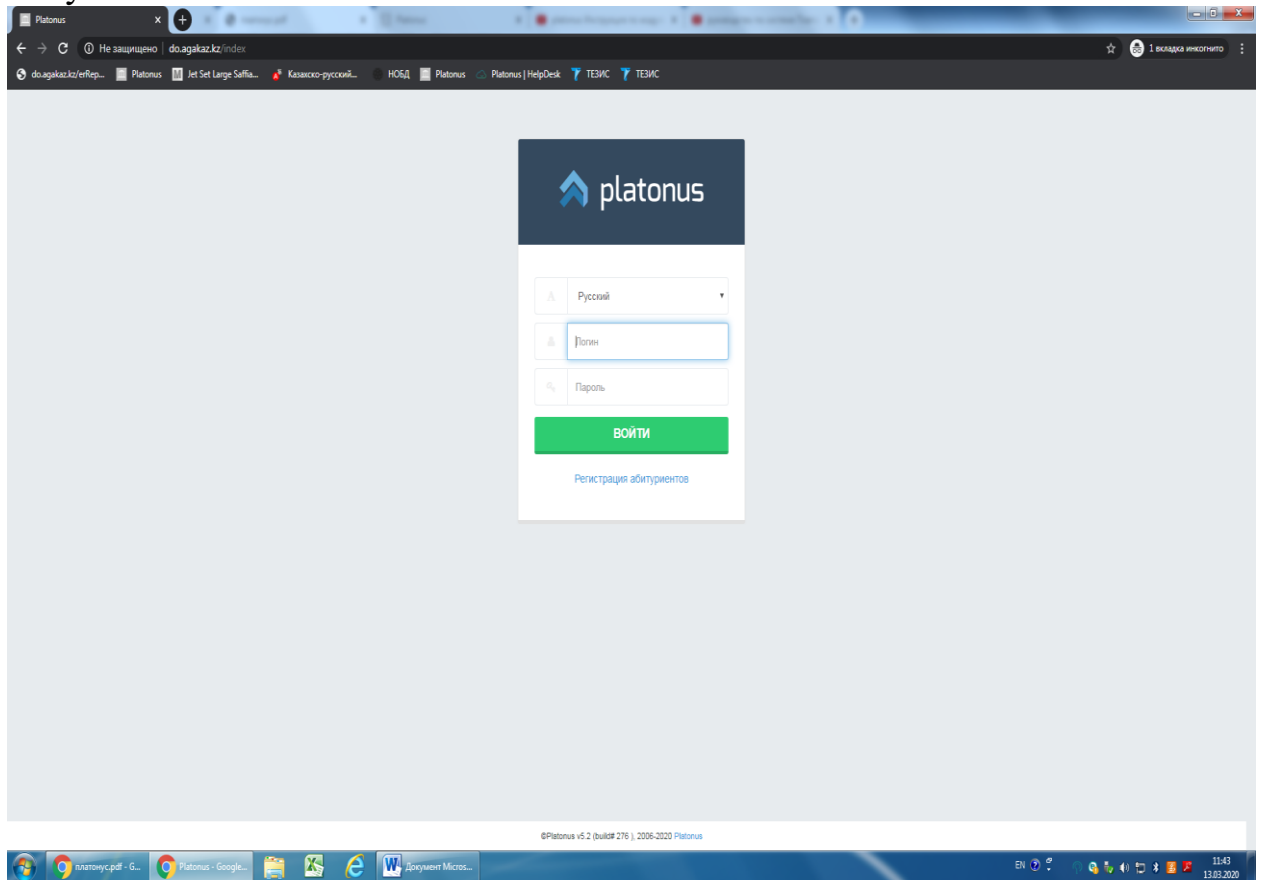 Platonus
Не защищено | do.agakaz.kz/index
1 вкладка инкогнито
do.agakaz.kz/erRep... Platonus Jet Set Large Saffia... Казахско-русский... НОБД Platonus Platonus | HelpDesk ТЕЗИС ТЕЗИС
platonus
Русский
Логин
Пароль
ВОЙТИ
Регистрация абитуриентов
©Platonus v5.2 (build# 276 ), 2006-2020 Platonus
платонус.pdf - G... Platonus - Google... Документ Micros... EN 11:43
13.03.2020